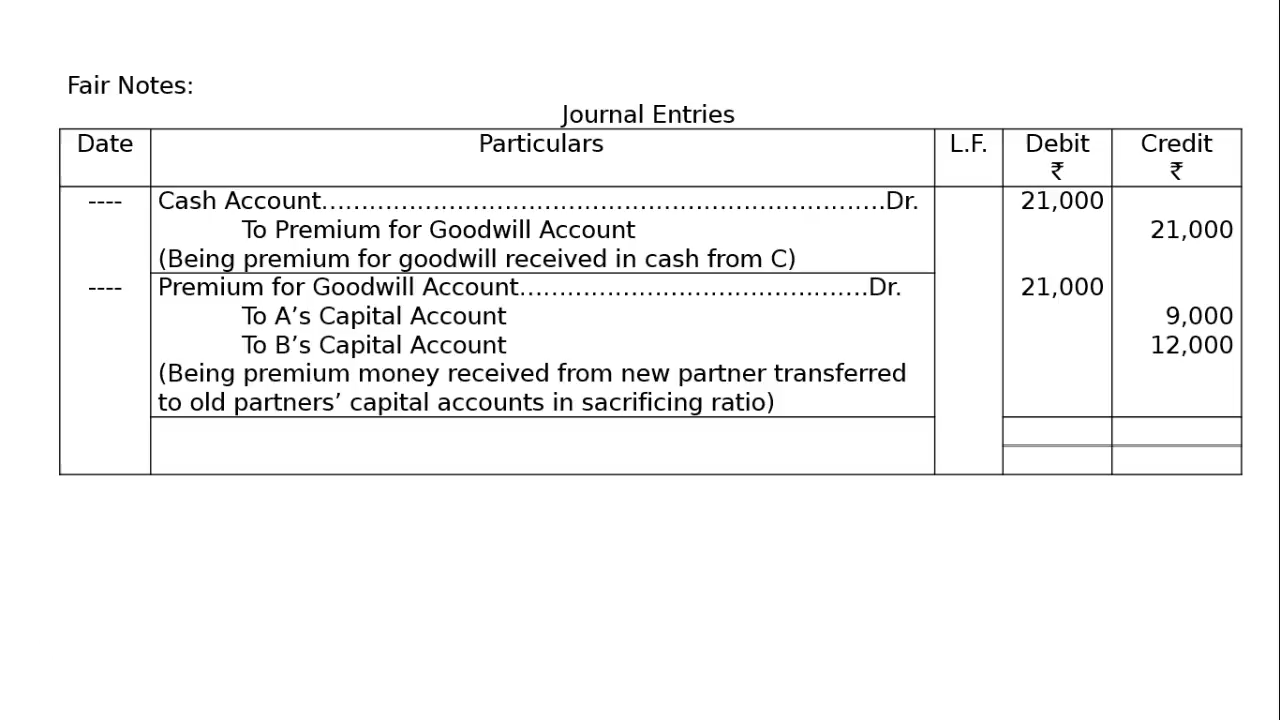 Fair Notes:
Journal Entries
Date Particulars L.F. Debit Credit
₹ ₹
---- Cash Account……………………………………………………………….Dr. 21,000
To Premium for Goodwill Account 21,000
(Being premium for goodwill received in cash from C)
---- Premium for Goodwill Account………………………………………Dr. 21,000
To A’s Capital Account 9,000
To B’s Capital Account 12,000
(Being premium money received from new partner transferred
to old partners’ capital accounts in sacrificing ratio)